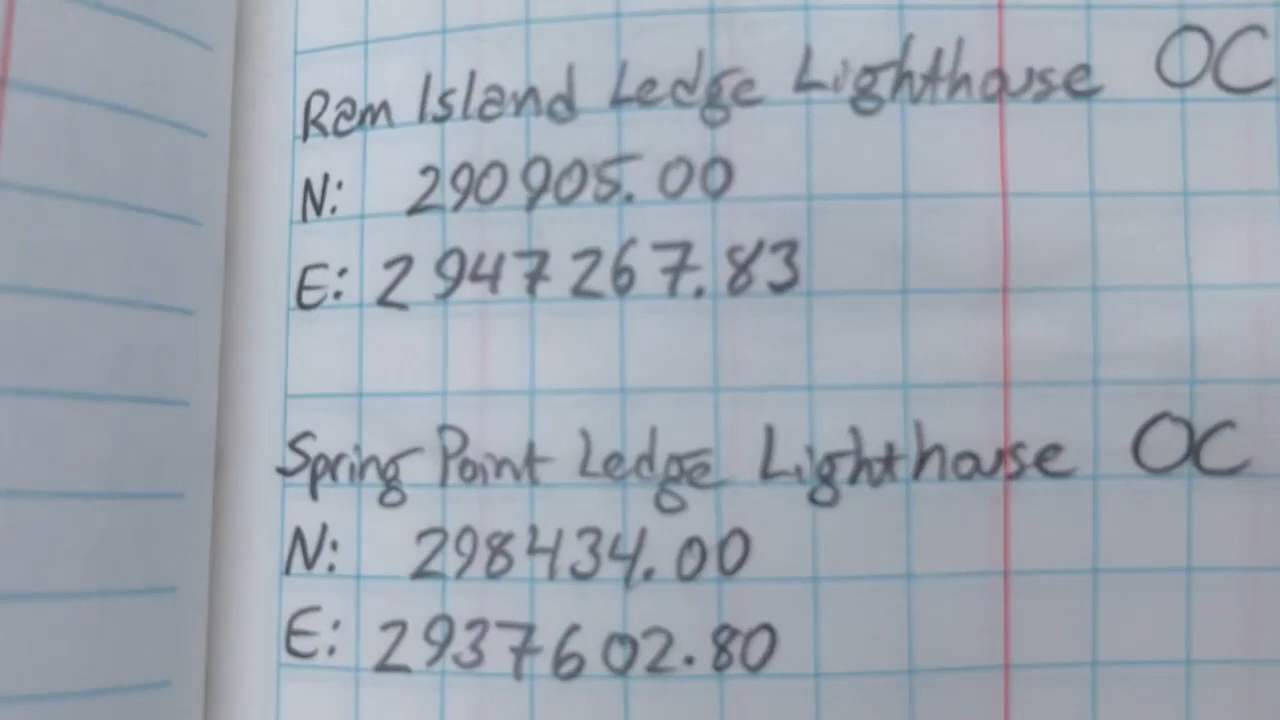 Ram Island Ledge Lighthouse OC
N: 290905.00
E: 2947267.83
Spring Point Ledge Lighthouse OC
N: 298434.00
E: 2937602.80